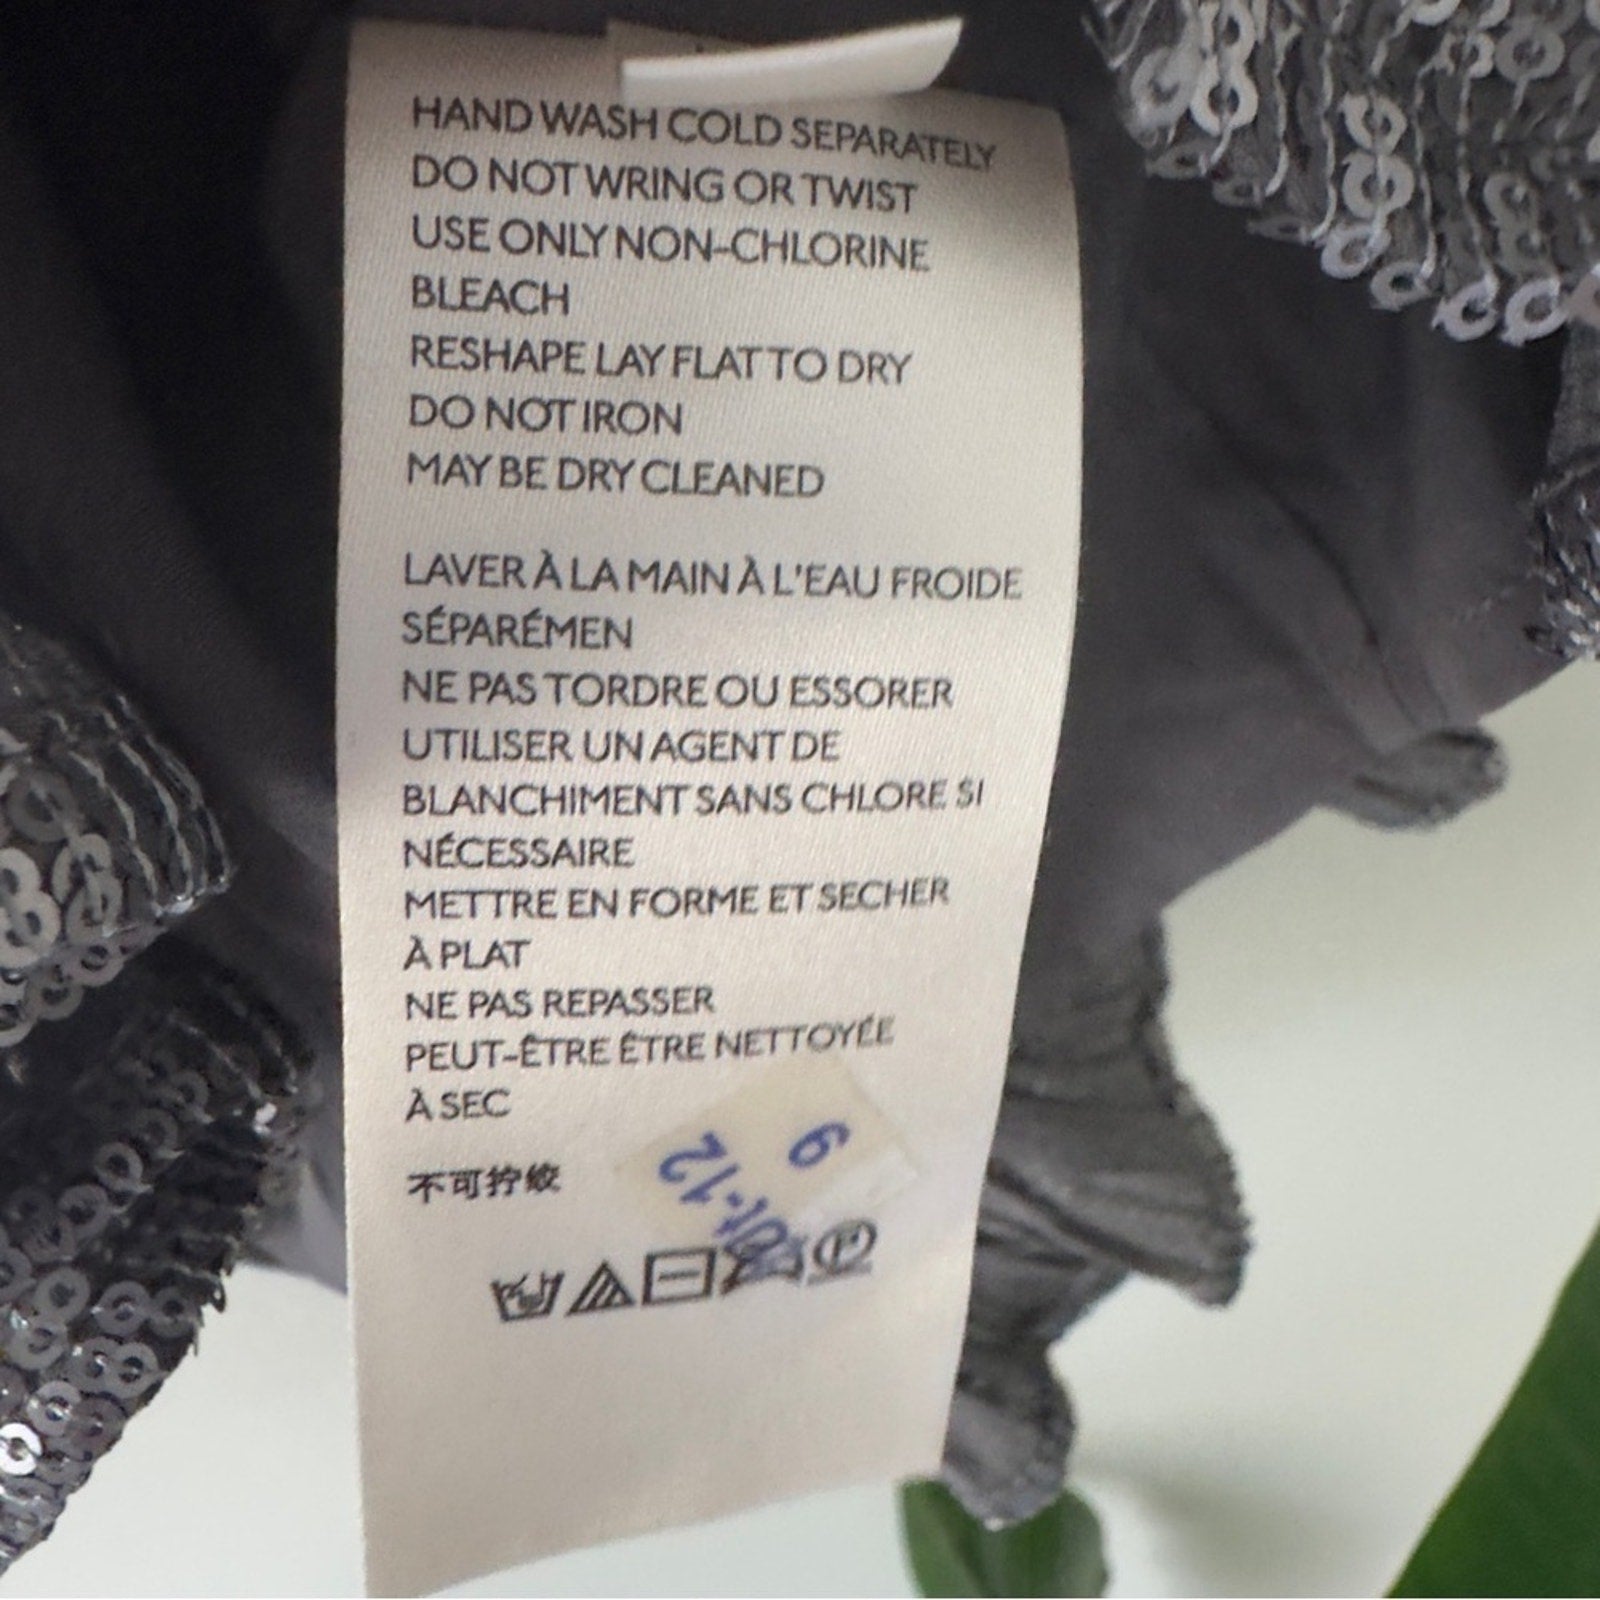 HAND WASH COLD SEPARATELY
DO NOT WRING OR TWIST
USE ONLY NON-CHLORINE
BLEACH
RESHAPE LAY FLAT TO DRY
DO NOT IRON
MAY BE DRY CLEANED
LAVER À LA MAIN À L'EAU FROIDE
SÉPARÉMEN
NE PAS TORDRE OU ESSORER
UTILISER UN AGENT DE
BLANCHIMENT SANS CHLORE SI
NÉCESSAIRE
METTRE EN FORME ET SECHER
À PLAT
NE PAS REPASSER
PEUT-ÊTRE ÊTRE NETTOYÉE
À SEC
不可拧绞
P